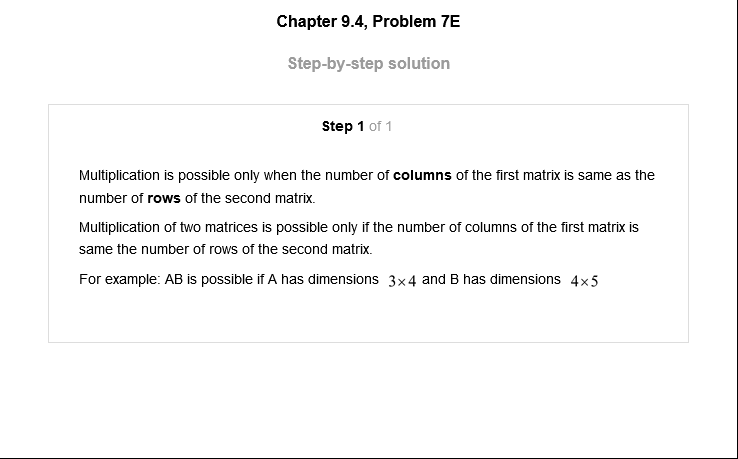 Chapter 9.4, Problem 7E
Step-by-step solution
Step 1 of 1
Multiplication is possible only when the number of columns of the first matrix is same as the
number of rows of the second matrix.
Multiplication of two matrices is possible only if the number of columns of the first matrix is
same the number of rows of the second matrix.
For example: AB is possible if A has dimensions 3×4 and B has dimensions 4×5